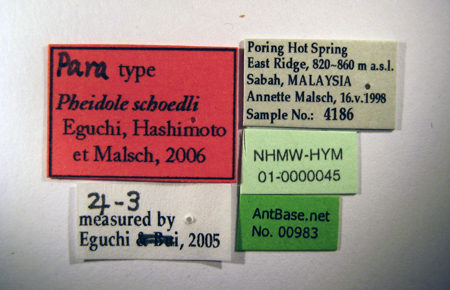 Para type
Pheidole schoedli
Eguchi, Hashimoto
et Malsch, 2006
Poring Hot Spring
East Ridge, 820~860 m a.s.l.
Sabah, MALAYSIA
Annette Malsch, 16.v.1998
Sample No.: 4186
NHMW-HYM
01-0000045
24-3
measured by
Eguchi & Bui, 2005
AntBase.net
No. 00983